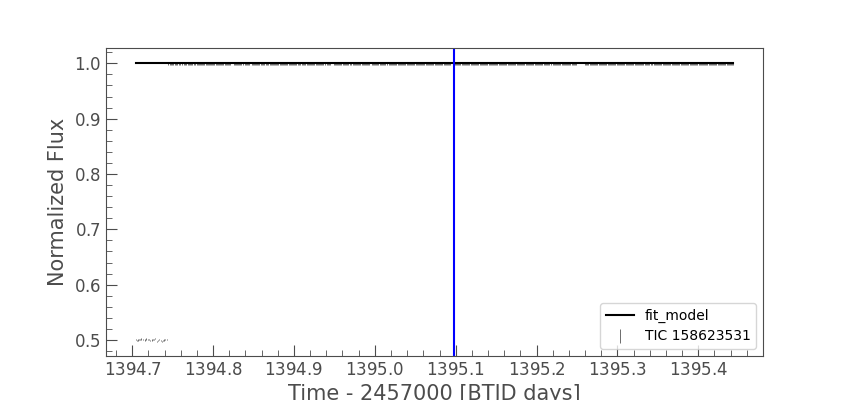 1.0
0.9
0.8
0.7
0.6
0.5
Normalized Flux
fit_model
TIC 158623531
1394.7 1394.8 1394.9 1395.0 1395.1 1395.2 1395.3 1395.4
Time - 2457000 [BTJD days]